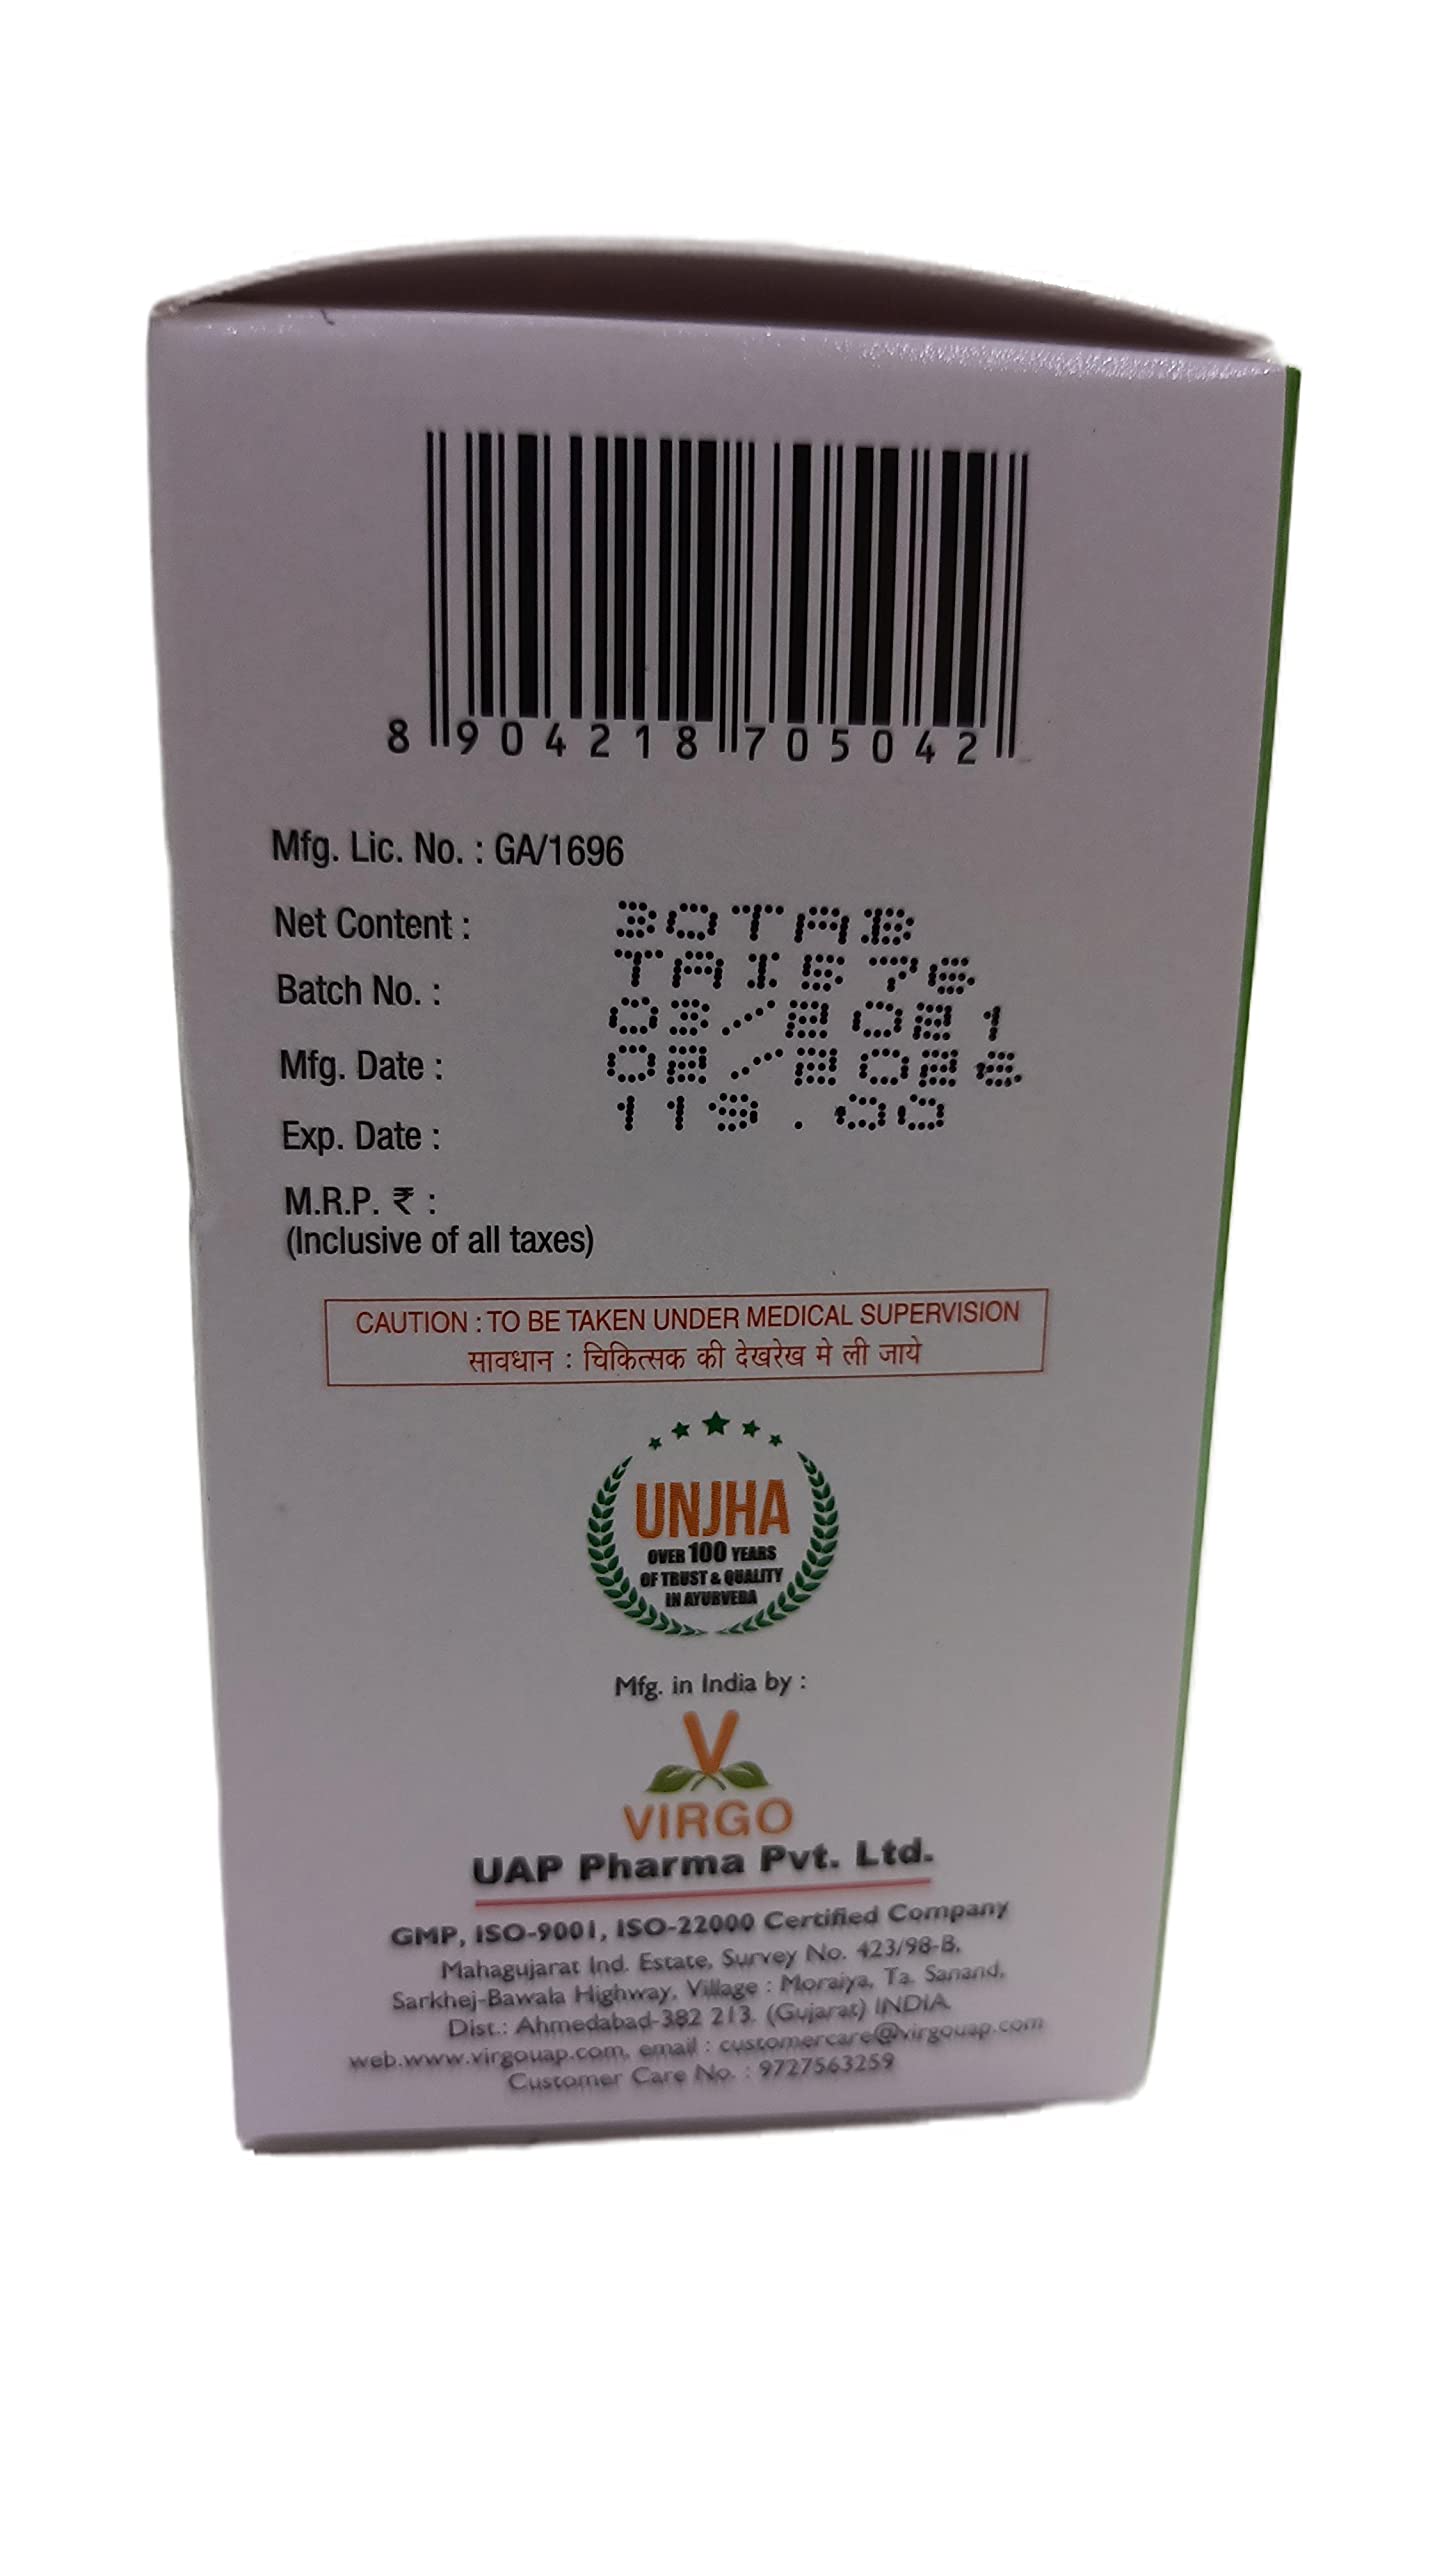 8 904218 705042
Mfg. Lic. No. : GA/1696
Net Content : 30TAB
Batch No. : TAI576
Mfg. Date : 03/2021
Exp. Date : 02/2026
M.R.P. ₹ : 119.00
(Inclusive of all taxes)
CAUTION : TO BE TAKEN UNDER MEDICAL SUPERVISION
सावधान : चिकित्सक की देखरेख मे ली जाये
UNJHA
OVER 100 YEARS
OF TRUST & QUALITY
IN AYURVEDA
Mfg. in India by :
V
VIRGO
UAP Pharma Pvt. Ltd.
GMP, ISO-9001, ISO-22000 Certified Company
Mahagujarat Ind. Estate, Survey No. 423/98-B,
Sarkhej-Bawala Highway, Village : Moraiya, Ta. Sanand,
Dist.: Ahmedabad-382 213. (Gujarat) INDIA.
web.www.virgouap.com, email : customercare@virgouap.com
Customer Care No. : 9727563259